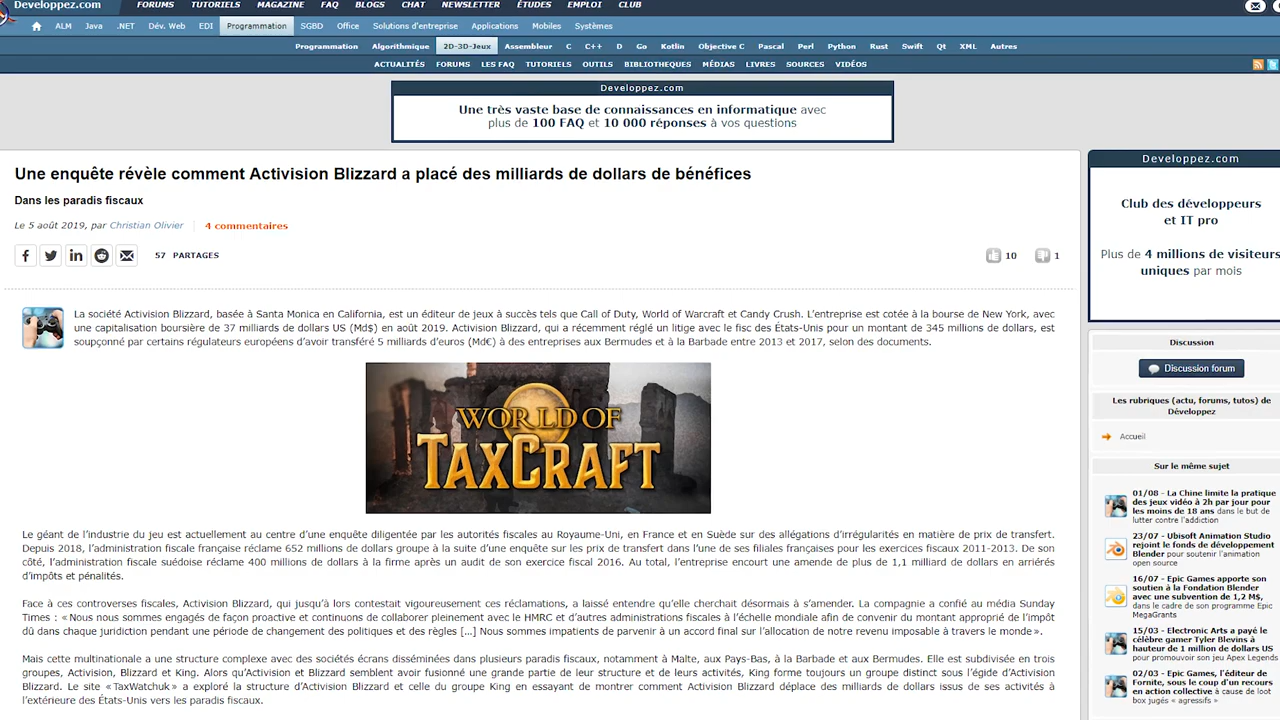 Developpez.com
FORUMS TUTORIELS MAGAZINE FAQ BLOGS CHAT NEWSLETTER ÉTUDES EMPLOI CLUB
ALM Java .NET Dév. Web EDI Programmation SGBD Office Solutions d'entreprise Applications Mobiles Systèmes
Programmation Algorithmique 2D-3D-Jeux Assembleur C C++ D Go Kotlin Objective C Pascal Perl Python Rust Swift Qt XML Autres
ACTUALITÉS FORUMS LES FAQ TUTORIELS OUTILS BIBLIOTHEQUES MÉDIAS LIVRES SOURCES VIDÉOS
Developpez.com
Une très vaste base de connaissances en informatique avec
plus de 100 FAQ et 10 000 réponses à vos questions
Une enquête révèle comment Activision Blizzard a placé des milliards de dollars de bénéfices
Dans les paradis fiscaux
Le 5 août 2019, par Christian Olivier 4 commentaires
57 PARTAGES 10 1
La société Activision Blizzard, basée à Santa Monica en Californie, est un éditeur de jeux à succès tels que Call of Duty, World of Warcraft et Candy Crush. L'entreprise est cotée à la bourse de New York, avec
une capitalisation boursière de 37 milliards de dollars US (Md$) en août 2019. Activision Blizzard, qui a récemment réglé un litige avec le fisc des États-Unis pour un montant de 345 millions de dollars, est
soupçonné par certains régulateurs européens d'avoir transféré 5 milliards d'euros (Md€) à des entreprises aux Bermudes et à la Barbade entre 2013 et 2017, selon des documents.
WORLD OF
TAXCRAFT
Le géant de l'industrie du jeu est actuellement au centre d'une enquête diligentée par les autorités fiscales au Royaume-Uni, en France et en Suède sur des allégations d'irrégularités en matière de prix de transfert.
Depuis 2018, l'administration fiscale française réclame 652 millions de dollars groupe à la suite d'une enquête sur les prix de transfert dans l'une de ses filiales françaises pour les exercices fiscaux 2011-2013. De son
côté, l'administration fiscale suédoise réclame 400 millions de dollars à la firme après un audit de son exercice fiscal 2016. Au total, l'entreprise encourt une amende de plus de 1,1 milliard de dollars en arriérés
d'impôts et pénalités.
Face à ces controverses fiscales, Activision Blizzard, qui jusqu'à lors contestait vigoureusement ces réclamations, a laissé entendre qu'elle cherchait désormais à s'amender. La compagnie a confié au média Sunday
Times : « Nous nous sommes engagés de façon proactive et continuons de collaborer pleinement avec le HMRC et d'autres administrations fiscales à l'échelle mondiale afin de convenir du montant approprié de l'impôt
dû dans chaque juridiction pendant une période de changement des politiques et des règles [...] Nous sommes impatients de parvenir à un accord final sur l'allocation de notre revenu imposable à travers le monde ».
Mais cette multinationale a une structure complexe avec des sociétés écrans disséminées dans plusieurs paradis fiscaux, notamment à Malte, aux Pays-Bas, à la Barbade et aux Bermudes. Elle est subdivisée en trois
groupes, Activision, Blizzard et King. Alors qu'Activision et Blizzard semblent avoir fusionné une grande partie de leur structure et de leurs activités, King forme toujours un groupe distinct sous l'égide d'Activision
Blizzard. Le site « TaxWatchuk » a exploré la structure d'Activision Blizzard et celle du groupe King en essayant de montrer comment Activision Blizzard déplace des milliards de dollars issus de ses activités à
l'extérieure des États-Unis vers les paradis fiscaux.
Developpez.com
Club des développeurs
et IT pro
Plus de 4 millions de visiteurs
uniques par mois
Discussion
Discussion forum
Les rubriques (actu, forums, tutos) de
Développez
Accueil
Sur le même sujet
01/08 - La Chine limite la pratique
des jeux vidéo à 2h par jour pour
les moins de 18 ans dans le but de
lutter contre l'addiction
23/07 - Ubisoft Animation Studio
rejoint le fonds de développement
Blender pour soutenir l'animation
open source
16/07 - Epic Games apporte son
soutien à la Fondation Blender
avec une subvention de 1,2 M$,
dans le cadre de son programme Epic
MegaGrants
15/03 - Electronic Arts a payé le
célèbre gamer Tyler Blevins à
hauteur de 1 million de dollars US
pour promouvoir son jeu Apex Legends
02/03 - Epic Games, l'éditeur de
Fornite, sous le coup d'un recours
en action collective à cause de loot
box jugés « agressifs »